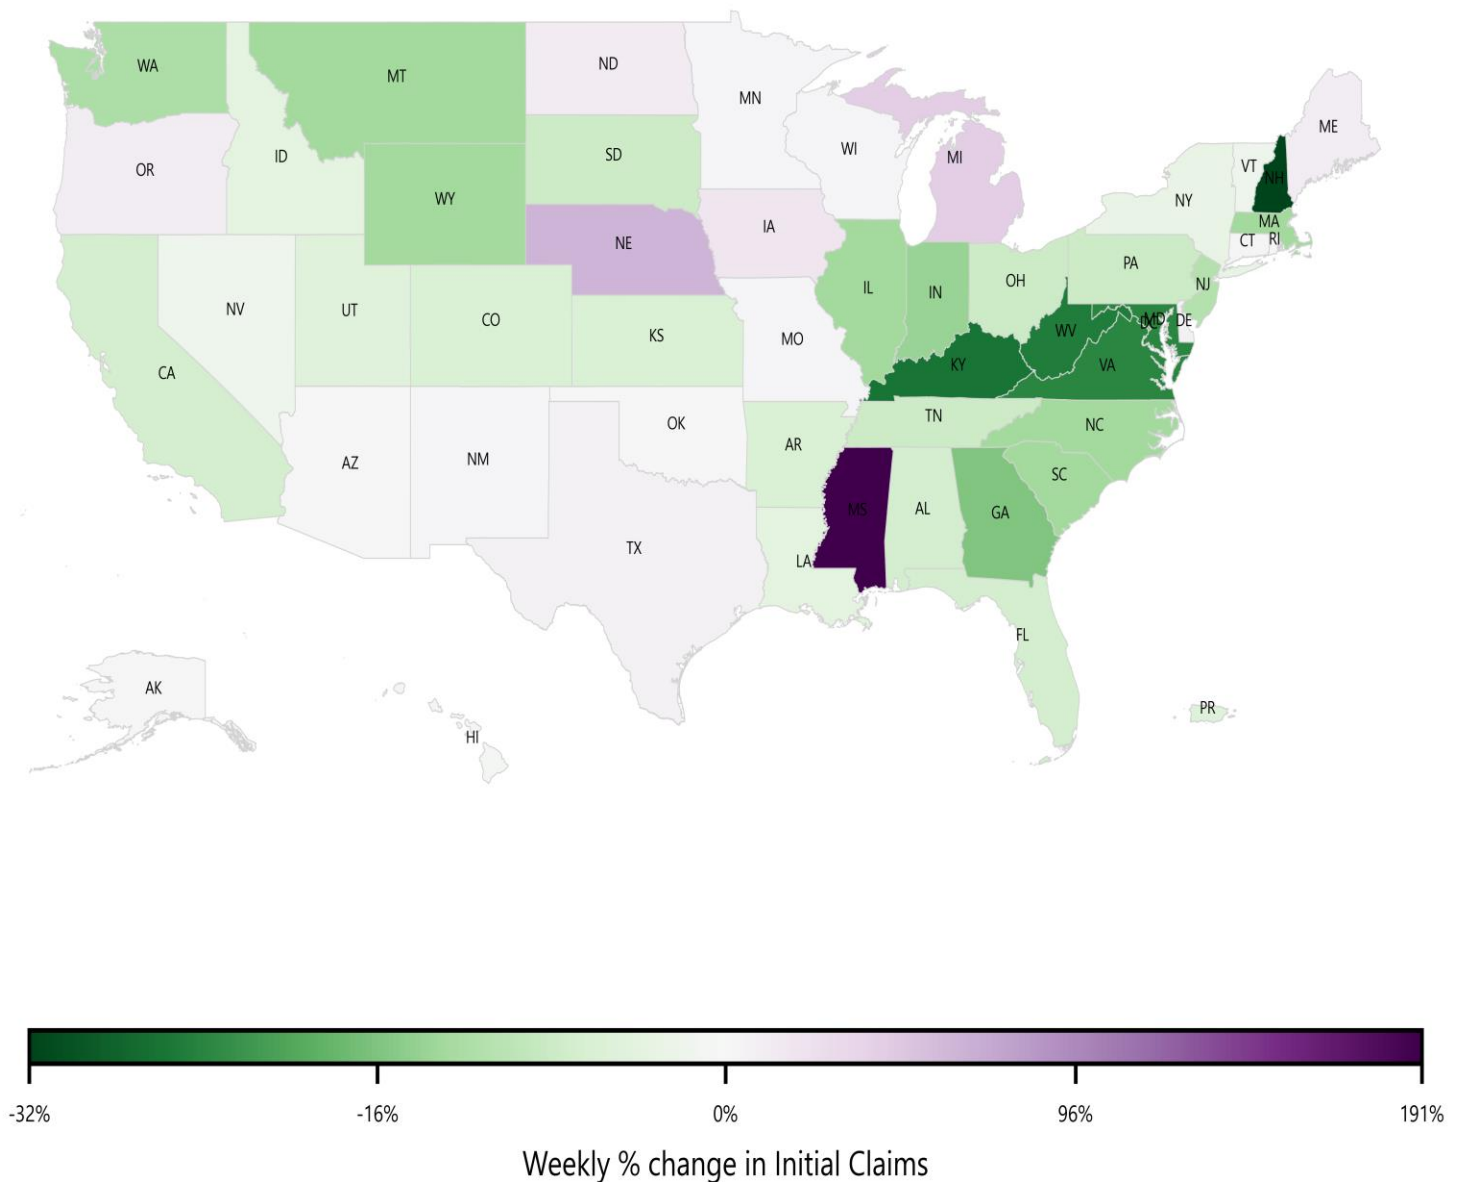 WA
MT
ND
MN
ME
OR
ID
SD
WI
MI
VT
NH
WY
NY
NE
IA
MA
CT
RI
PA
NV
UT
CO
KS
IL
IN
OH
NJ
MO
WV
DC
MD
DE
CA
KY
VA
AZ
NM
OK
AR
TN
NC
SC
TX
LA
MS
AL
GA
FL
AK
HI
PR
-32%
-16%
0%
96%
191%
Weekly % change in Initial Claims